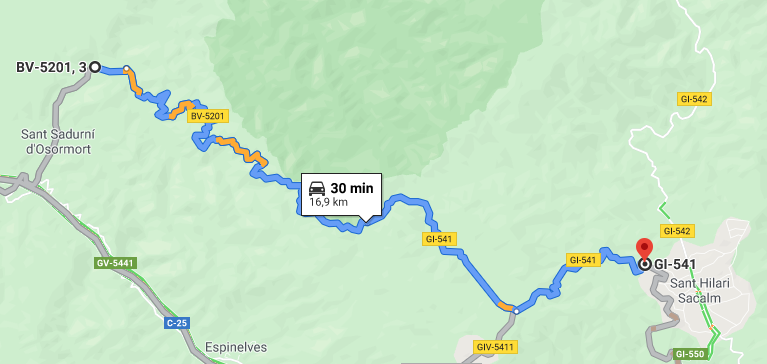 GI-542
BV-5201, 3
BV-5201
Sant Sadurní
d'Osormort
30 min
16,9 km
GI-542
GI-541
GI-541
GI-541
GV-5441
Sant Hilari
Sacalm
C-25
Espinelves
GIV-5411
GI-550